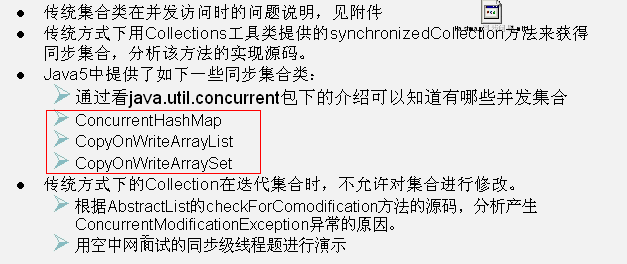 传统集合类在并发访问时的问题说明，见附件
传统方式下用Collections工具类提供的synchronizedCollection方法来获得
同步集合，分析该方法的实现源码。
Java5中提供了如下一些同步集合类：
通过看java.util.concurrent包下的介绍可以知道有哪些并发集合
ConcurrentHashMap
CopyOnWriteArrayList
CopyOnWriteArraySet
传统方式下的Collection在迭代集合时，不允许对集合进行修改。
根据AbstractList的checkForComodification方法的源码，分析产生
ConcurrentModificationException异常的原因。
用空中网面试的同步级线程题进行演示